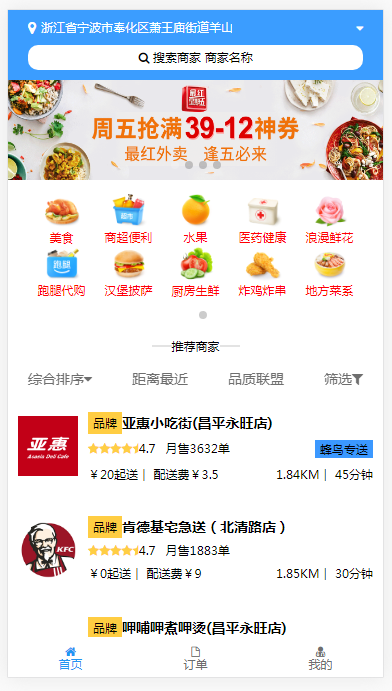 浙江省宁波市奉化区萧王庙街道羊山
搜索商家 商家名称
最红
周五抢满39-12神券
最红外卖 逢五必来
美食 商超便利 水果 医药健康 浪漫鲜花
超市
跑腿
跑腿代购 汉堡披萨 厨房生鲜 炸鸡炸串 地方菜系
推荐商家
综合排序 距离最近 品质联盟 筛选
亚惠
Asaeis Deli Cafe
品牌 亚惠小吃街(昌平永旺店)
4.7 月售3632单 蜂鸟专送
¥20起送 | 配送费¥3.5 1.84KM | 45分钟
KFC
品牌 肯德基宅急送（北清路店）
4.7 月售1883单
¥0起送 | 配送费¥9 1.85KM | 30分钟
品牌 呷哺呷煮呷烫(昌平永旺店)
首页 订单 我的